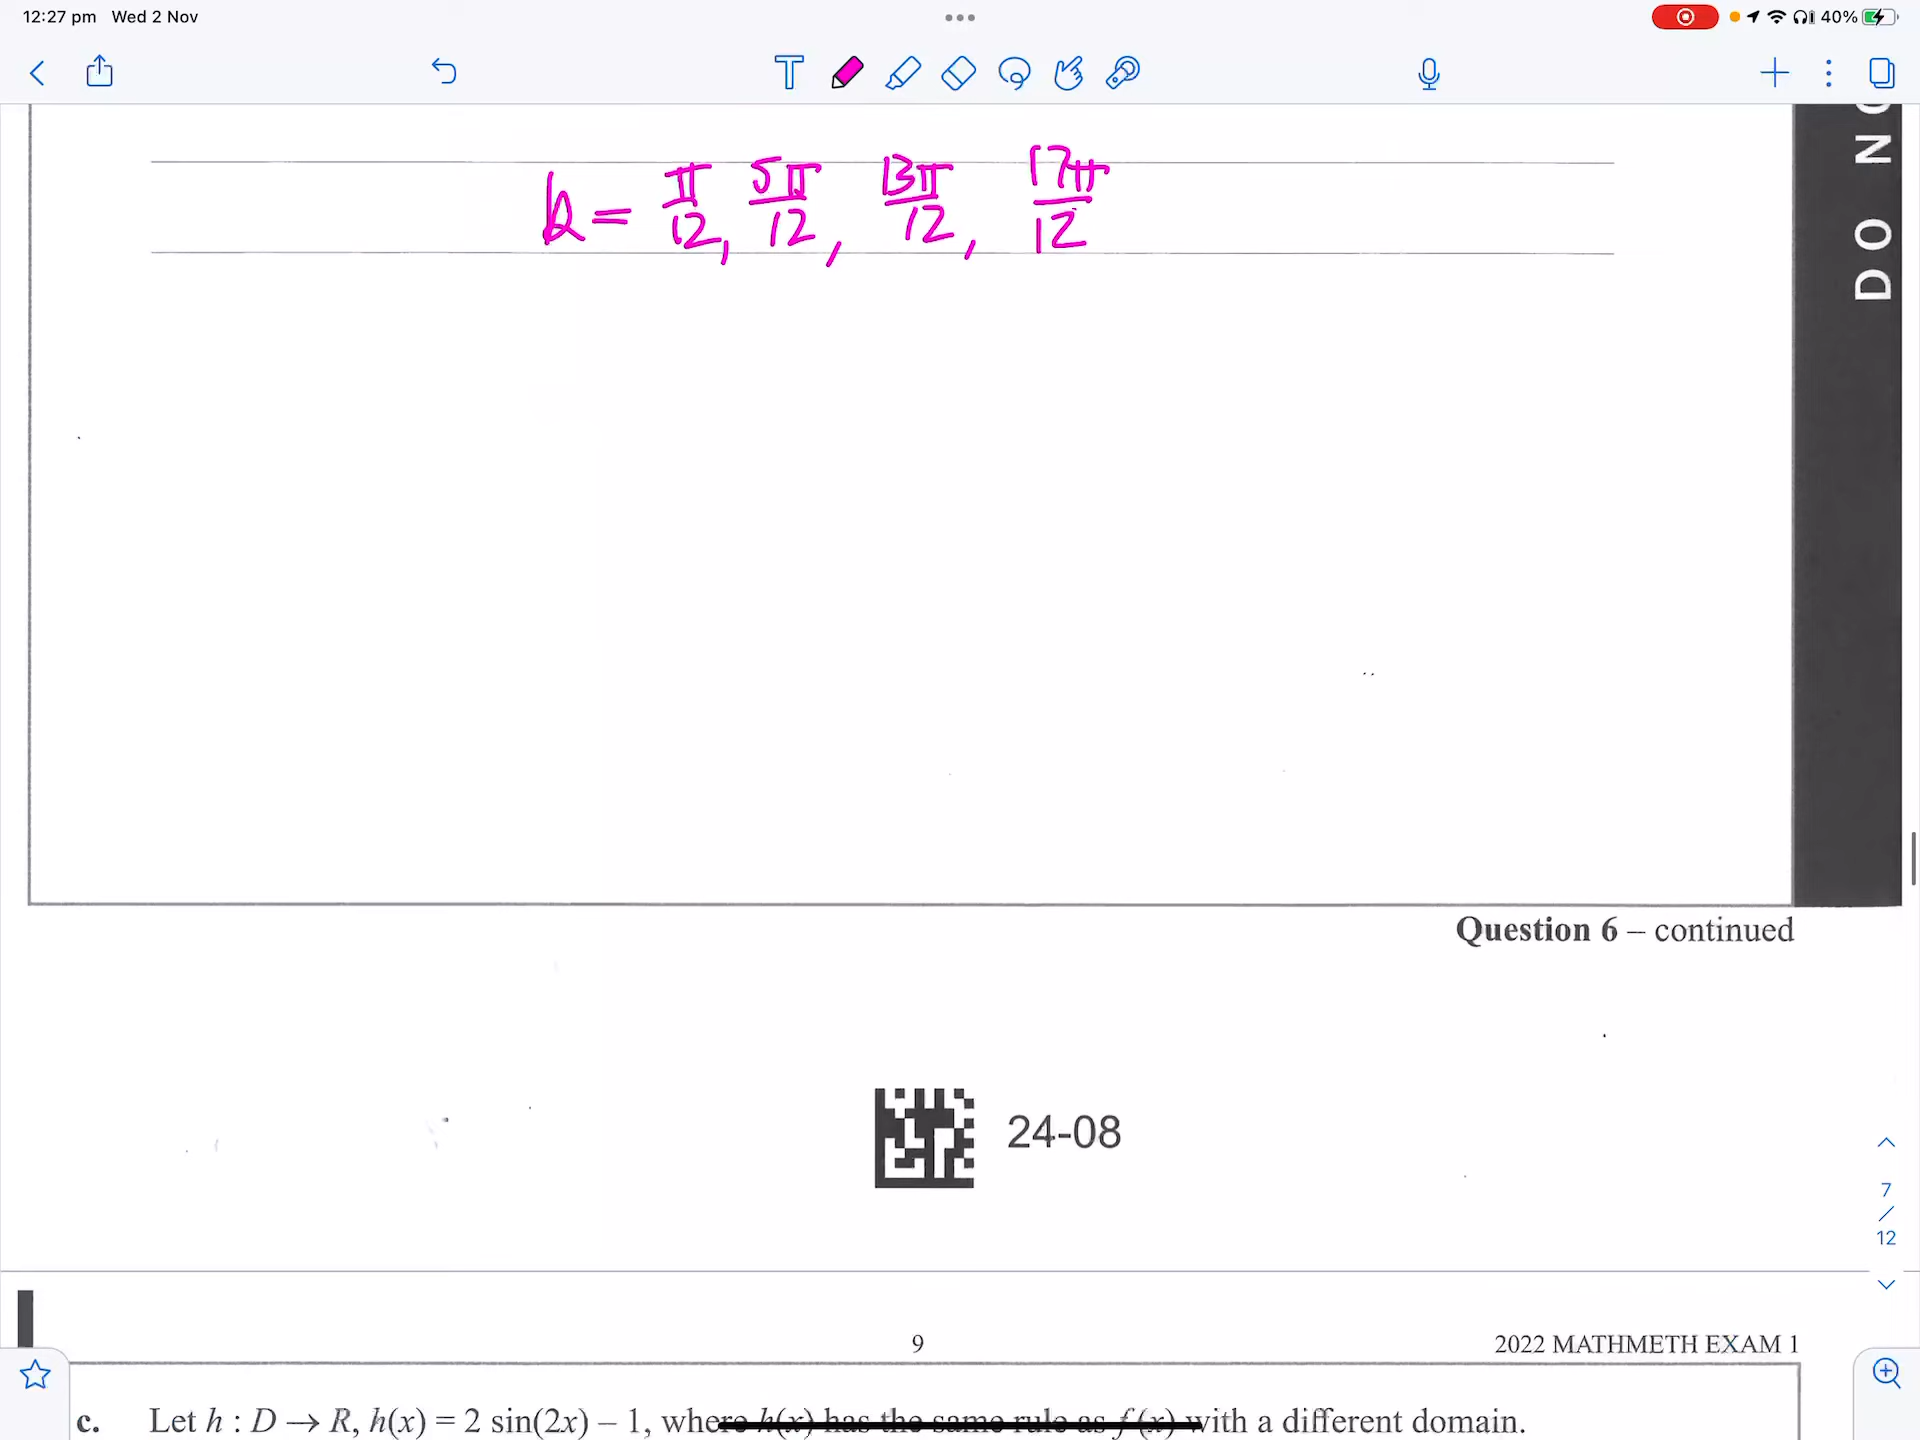 12:27 pm Wed 2 Nov
40%
DO NO
k = π/12, 5π/12, 13π/12, 17π/12
Question 6 – continued
24-08
7
/
12
9
2022 MATHMETH EXAM 1
c. Let h : D → R, h(x) = 2 sin(2x) – 1, where h(x) has the same rule as f (x) with a different domain.